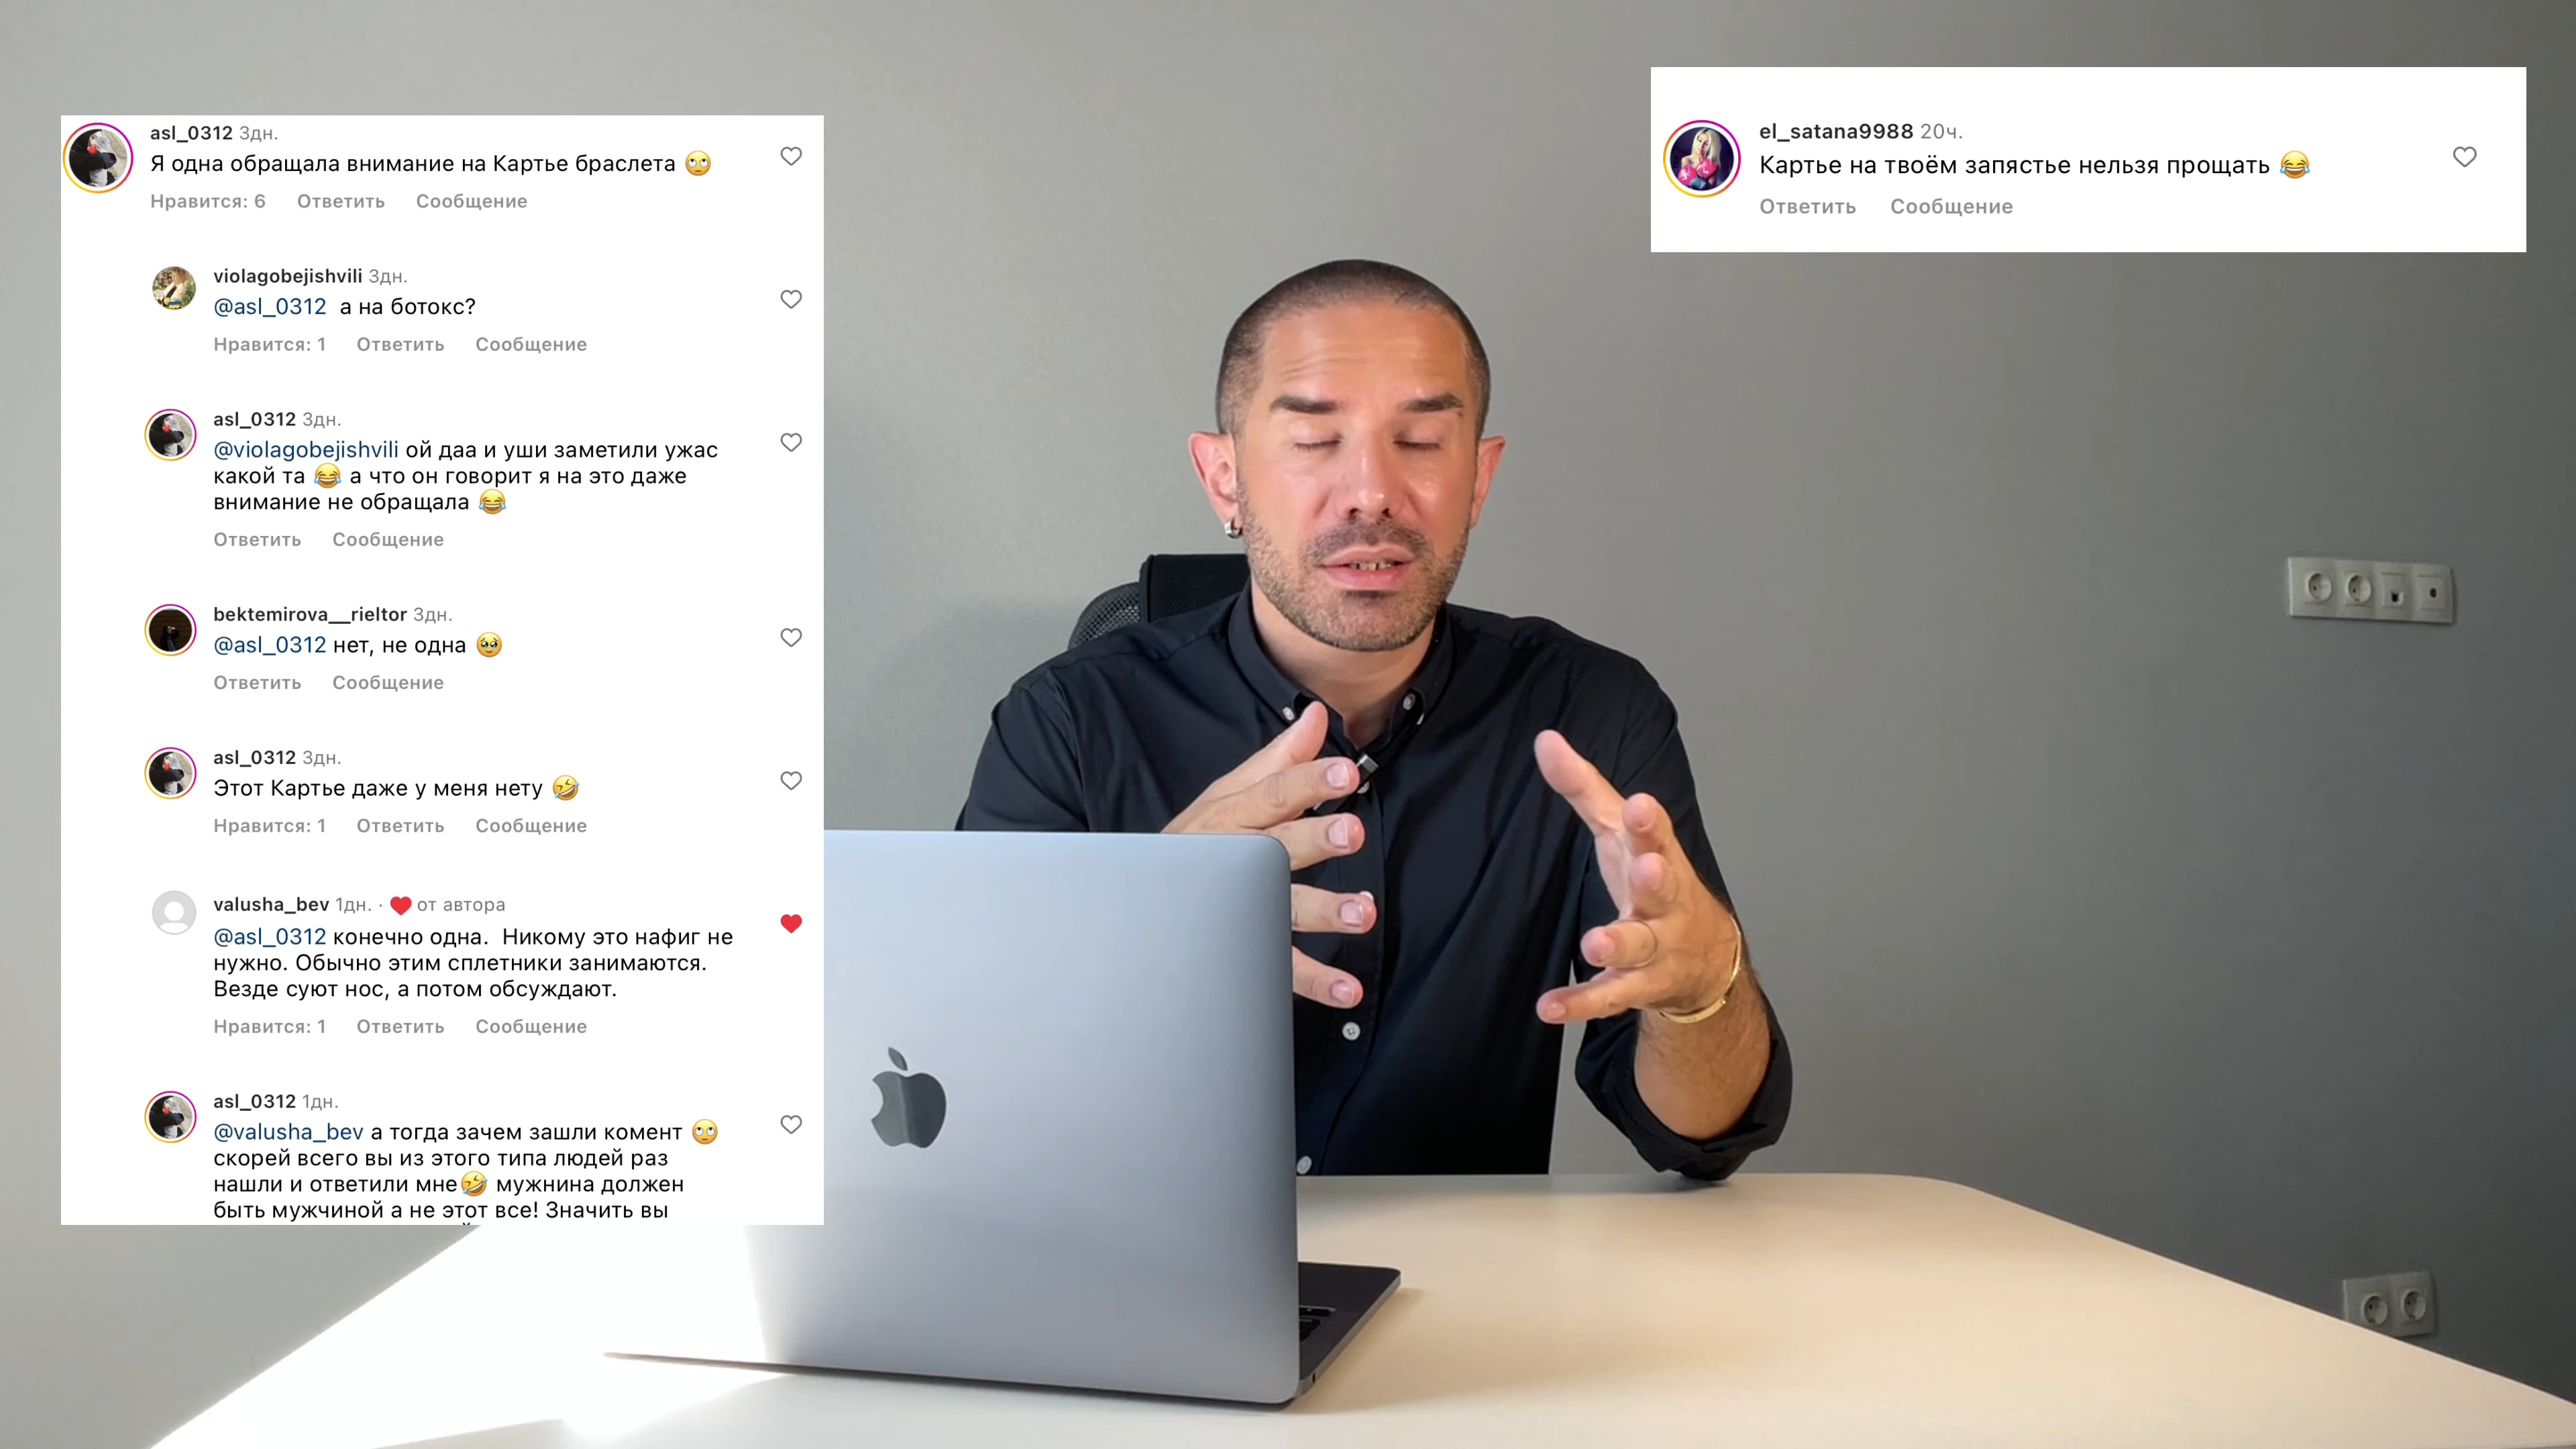 asl_0312 3дн.
Я одна обращала внимание на Картье браслета 🙄
Нравится: 6 Ответить Сообщение
violagobejishvili 3дн.
@asl_0312 а на ботокс?
Нравится: 1 Ответить Сообщение
asl_0312 3дн.
@violagobejishvili ой даа и уши заметили ужас
какой та 😂 а что он говорит я на это даже
внимание не обращала 😂
Ответить Сообщение
bektemirova__rieltor 3дн.
@asl_0312 нет, не одна 🥹
Ответить Сообщение
asl_0312 3дн.
Этот Картье даже у меня нету 🤣
Нравится: 1 Ответить Сообщение
valusha_bev 1дн. · ❤️ от автора
@asl_0312 конечно одна. Никому это нафиг не
нужно. Обычно этим сплетники занимаются.
Везде суют нос, а потом обсуждают.
Нравится: 1 Ответить Сообщение
asl_0312 1дн.
@valusha_bev а тогда зачем зашли комент 🙄
скорей всего вы из этого типа людей раз
нашли и ответили мне🤣 мужнина должен
быть мужчиной а не этот все! Значить вы
el_satana9988 20ч.
Картье на твоём запястье нельзя прощать 😂
Ответить Сообщение